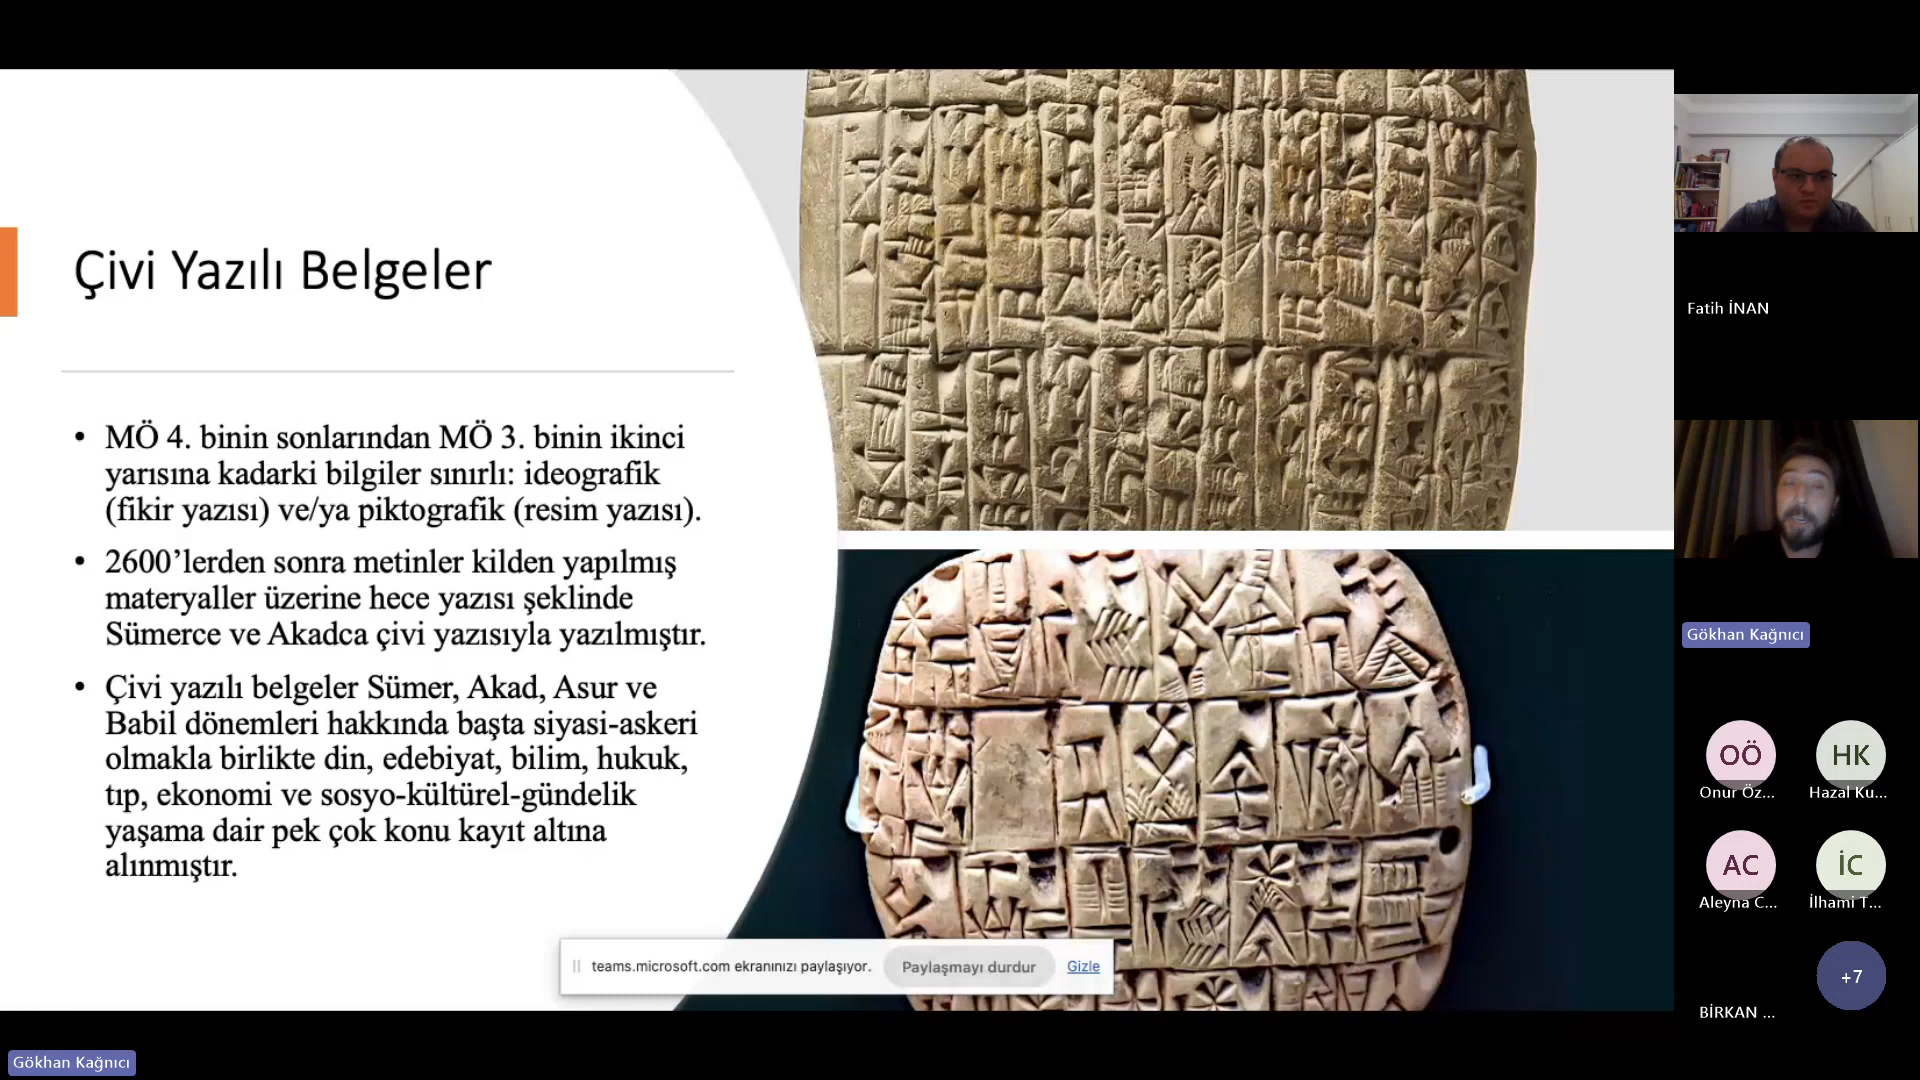 Çivi Yazılı Belgeler
• MÖ 4. binin sonlarından MÖ 3. binin ikinci
yarısına kadarki bilgiler sınırlı: ideografik
(fikir yazısı) ve/ya piktografik (resim yazısı).
• 2600’lerden sonra metinler kilden yapılmış
materyaller üzerine hece yazısı şeklinde
Sümerce ve Akadca çivi yazısıyla yazılmıştır.
• Çivi yazılı belgeler Sümer, Akad, Asur ve
Babil dönemleri hakkında başta siyasi-askeri
olmakla birlikte din, edebiyat, bilim, hukuk,
tıp, ekonomi ve sosyo-kültürel-gündelik
yaşama dair pek çok konu kayıt altına
alınmıştır.
teams.microsoft.com ekranınızı paylaşıyor. Paylaşmayı durdur Gizle
Fatih İNAN
Gökhan Kağnıcı
OÖ HK
Onur Öz... Hazal Ku...
AC İC
Aleyna C... İlhami T...
+7
BİRKAN ...
Gökhan Kağnıcı